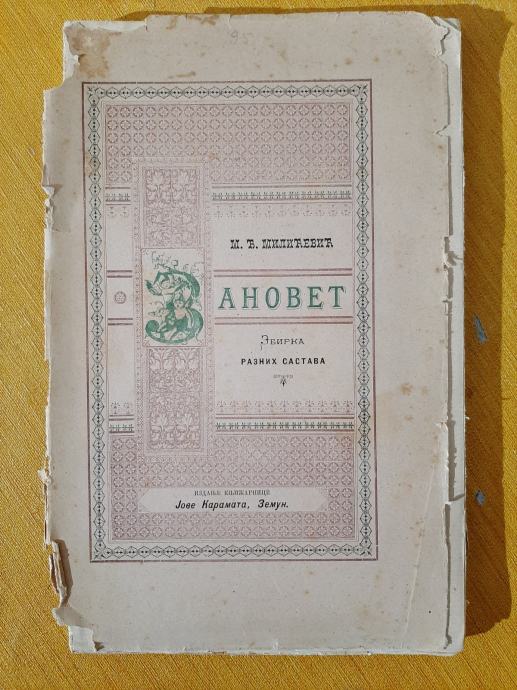 М. Ђ. МИЛИЋЕВИЋ
ЗАНОВЕТ
ЗБИРКА
РАЗНИХ САСТАВА
ИЗДАЊЕ КЊИЖАРНИЦЕ
Јове Карамата, Земун.